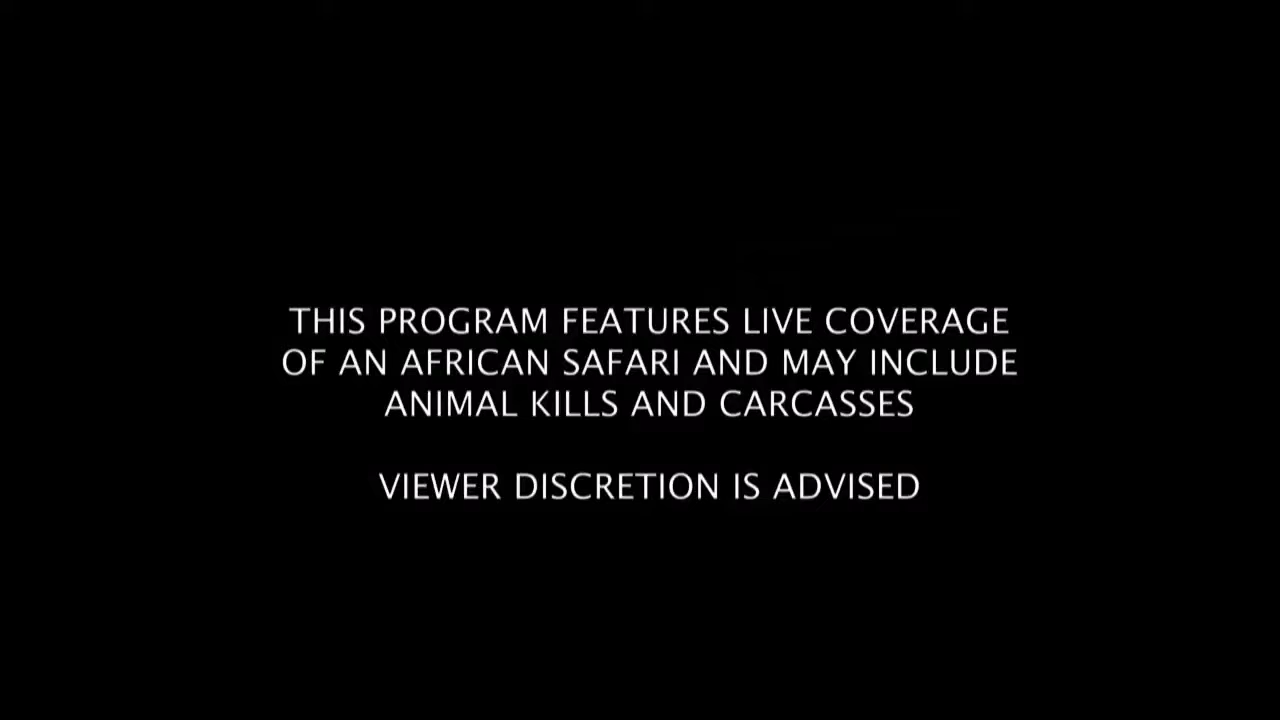 THIS PROGRAM FEATURES LIVE COVERAGE
OF AN AFRICAN SAFARI AND MAY INCLUDE
ANIMAL KILLS AND CARCASSES
VIEWER DISCRETION IS ADVISED